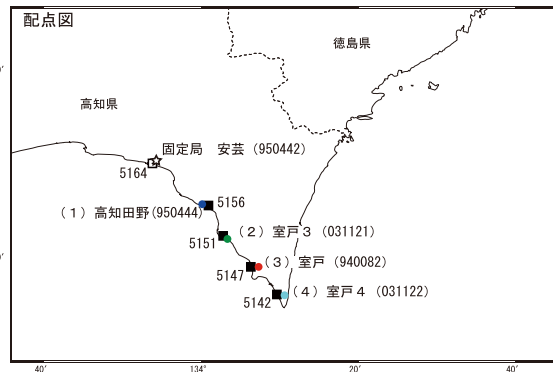 配点図
徳島県
高知県
固定局 安芸 (950442)
5164
5156
(1) 高知田野(950444)
(2) 室戸3 (031121)
5151
(3) 室戸 (940082)
5147
(4) 室戸4 (031122)
5142
0′
0′
40′ 134° 20′ 40′